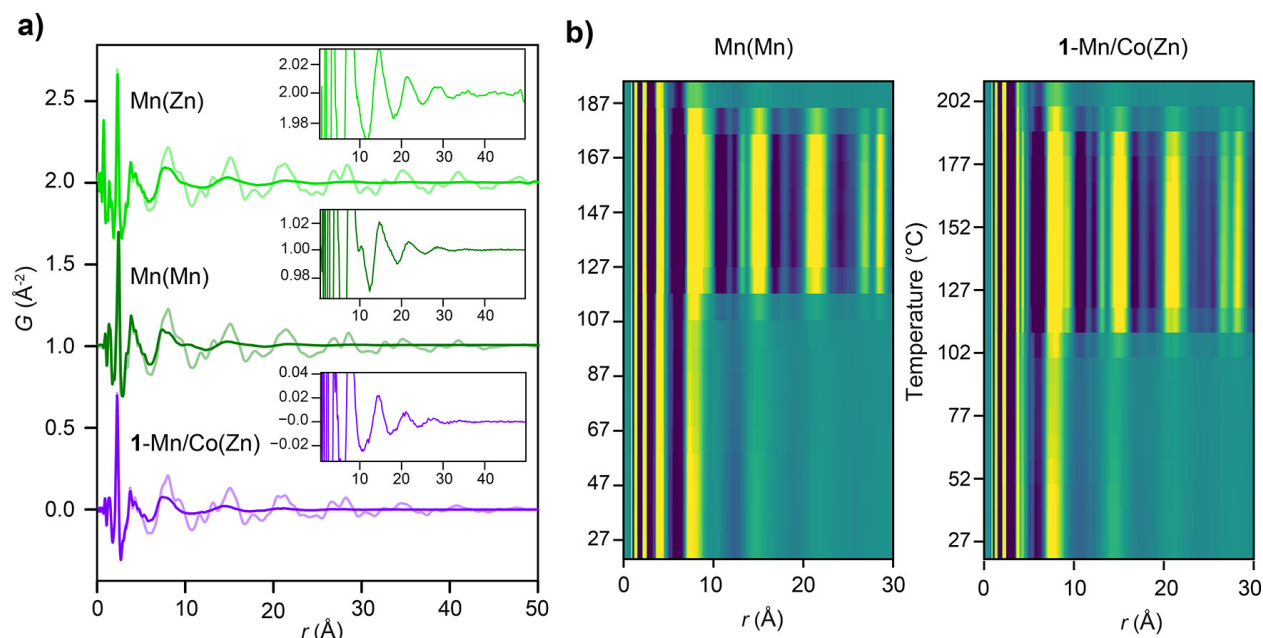 a)
Mn(Zn)
Mn(Mn)
1-Mn/Co(Zn)
G (Å-2)
2.5
2.0
1.5
1.0
0.5
0.0
0 10 20 30 40 50
r (Å)
2.02
2.00
1.98
10 20 30 40
1.02
1.00
0.98
10 20 30 40
0.04
0.02
−0.0
−0.02
10 20 30 40
b)
Mn(Mn)
187
167
147
127
107
87
67
47
27
0 10 20 30
r (Å)
1-Mn/Co(Zn)
Temperature (°C)
202
177
152
127
102
77
52
27
0 10 20 30
r (Å)